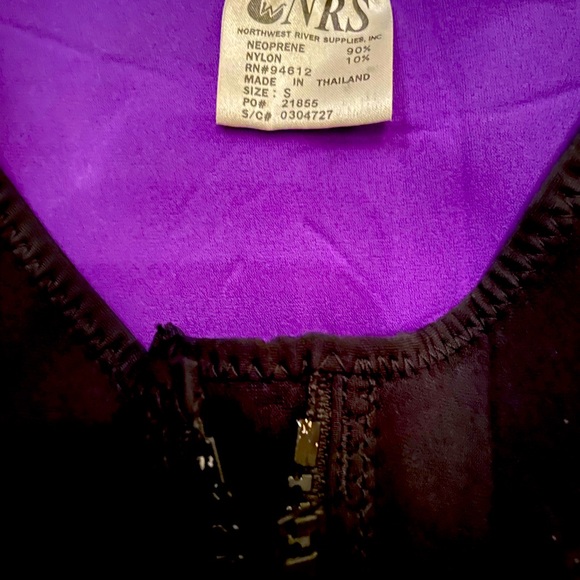 NRS
NORTHWEST RIVER SUPPLIES, INC
NEOPRENE 90%
NYLON 10%
RN#94612
MADE IN THAILAND
SIZE : S
PO# 21855
S/C# 0304727